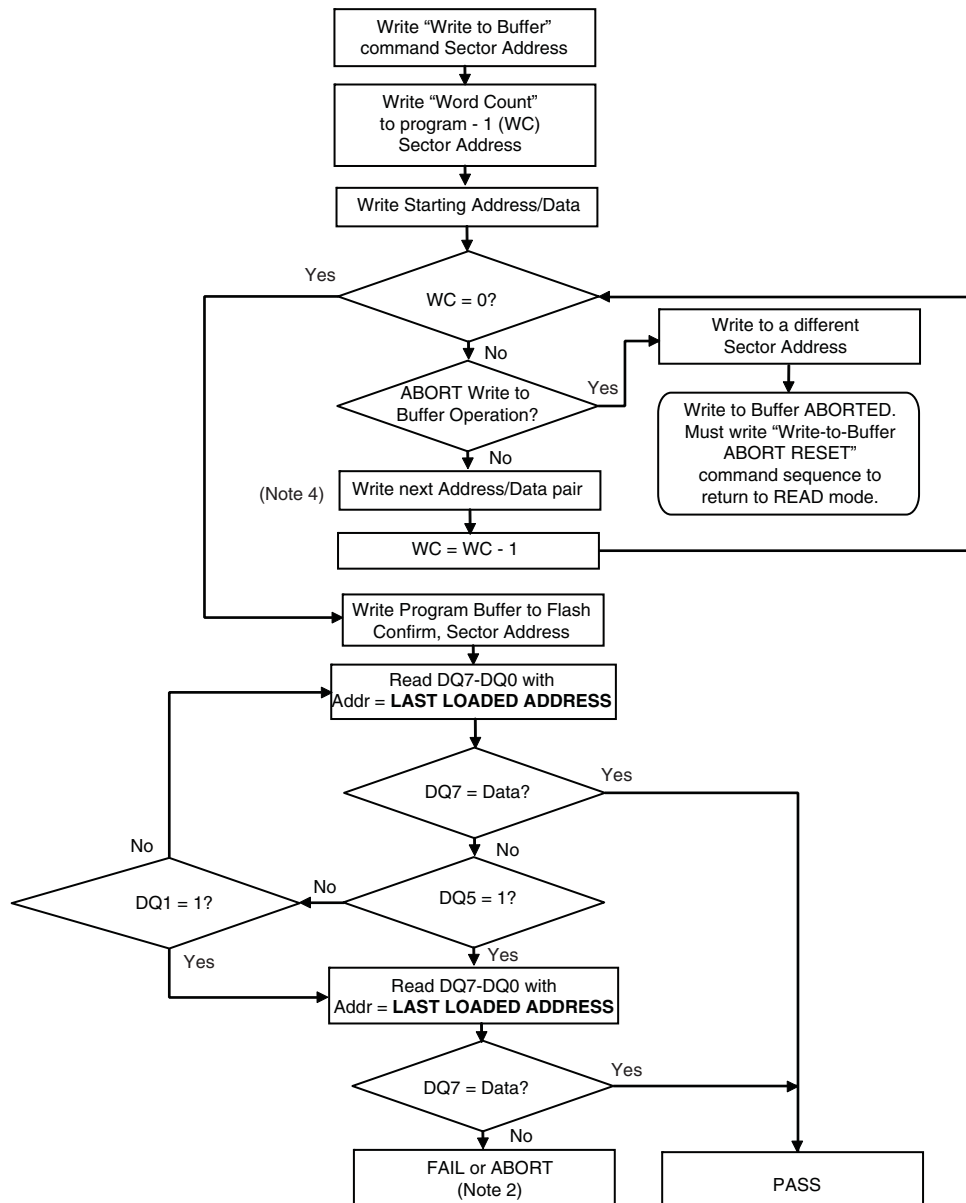 Write “Write to Buffer”
command Sector Address
Write “Word Count”
to program - 1 (WC)
Sector Address
Write Starting Address/Data
Yes
WC = 0?
No
Write to a different
Sector Address
ABORT Write to
Buffer Operation?
Yes
Write to Buffer ABORTED.
Must write “Write-to-Buffer
ABORT RESET”
command sequence to
return to READ mode.
No
(Note 4)
Write next Address/Data pair
WC = WC - 1
Write Program Buffer to Flash
Confirm, Sector Address
Read DQ7-DQ0 with
Addr = LAST LOADED ADDRESS
DQ7 = Data?
Yes
No
No
DQ1 = 1?
No
DQ5 = 1?
Yes
Yes
Read DQ7-DQ0 with
Addr = LAST LOADED ADDRESS
DQ7 = Data?
Yes
No
FAIL or ABORT
(Note 2)
PASS